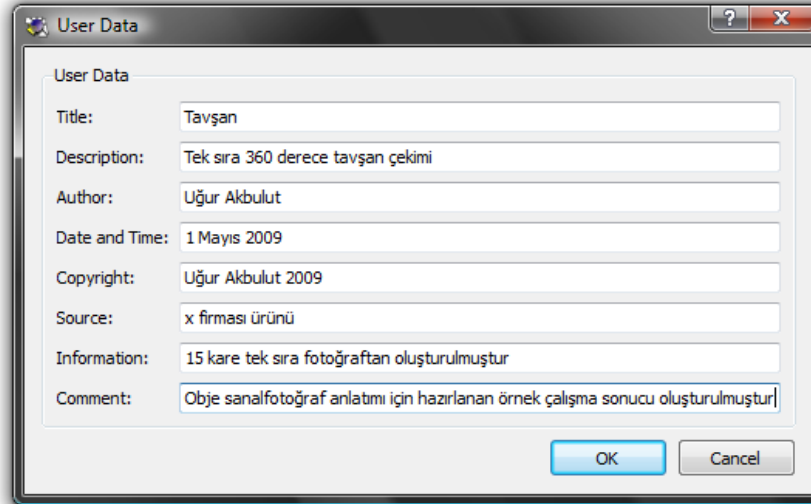 User Data
User Data
Title: Tavşan
Description: Tek sıra 360 derece tavşan çekimi
Author: Uğur Akbulut
Date and Time: 1 Mayıs 2009
Copyright: Uğur Akbulut 2009
Source: x firması ürünü
Information: 15 kare tek sıra fotoğraftan oluşturulmuştur
Comment: Obje sanalfotoğraf anlatımı için hazırlanan örnek çalışma sonucu oluşturulmuştur
OK Cancel